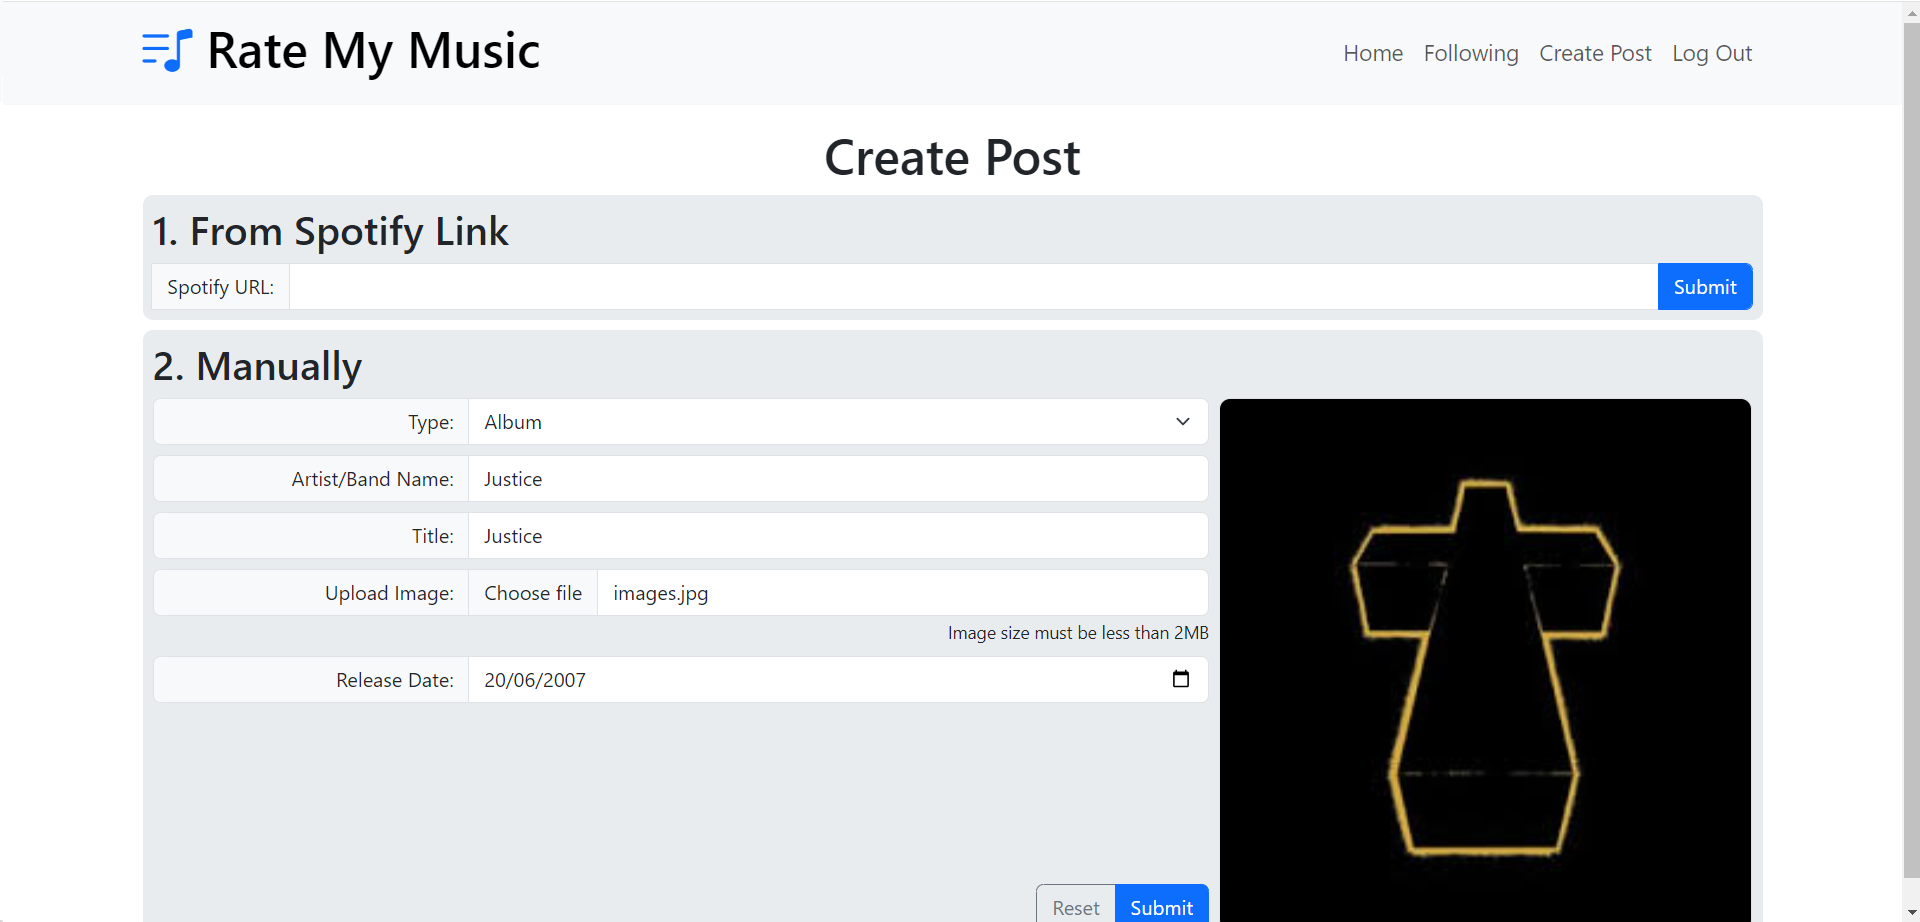 Rate My Music
Home Following Create Post Log Out
Create Post
1. From Spotify Link
Spotify URL: Submit
2. Manually
Type: Album
Artist/Band Name: Justice
Title: Justice
Upload Image: Choose file images.jpg
Image size must be less than 2MB
Release Date: 20/06/2007
Reset Submit